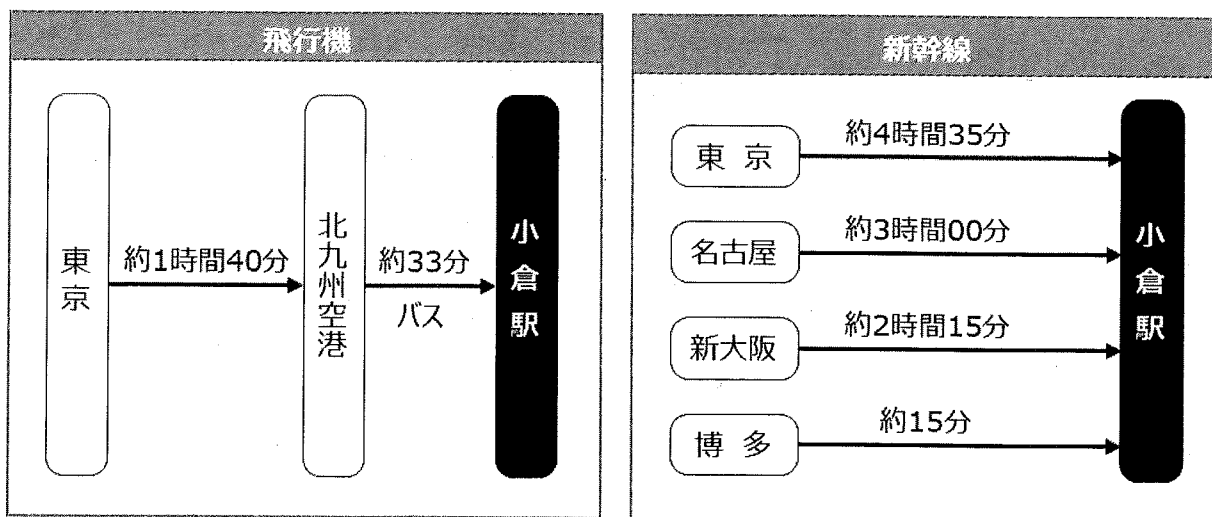 飛行機
東京
約1時間40分
北九州空港
約33分
バス
小倉駅
新幹線
東京
約4時間35分
名古屋
約3時間00分
新大阪
約2時間15分
博多
約15分
小倉駅